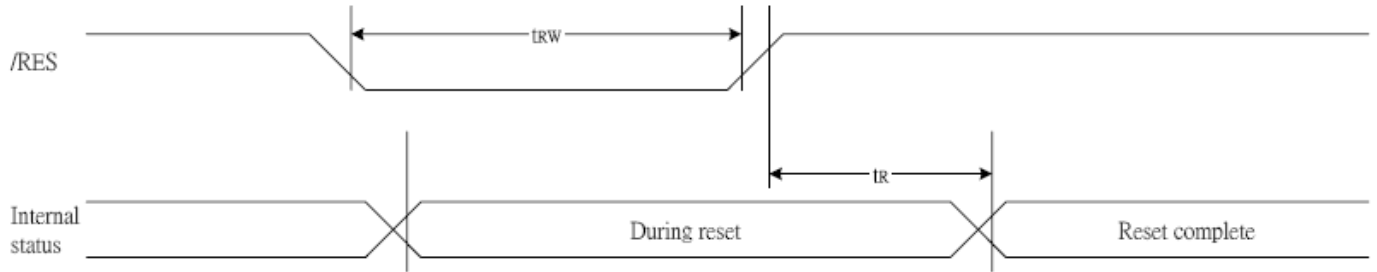 tRW
/RES
tR
Internal
status
During reset
Reset complete